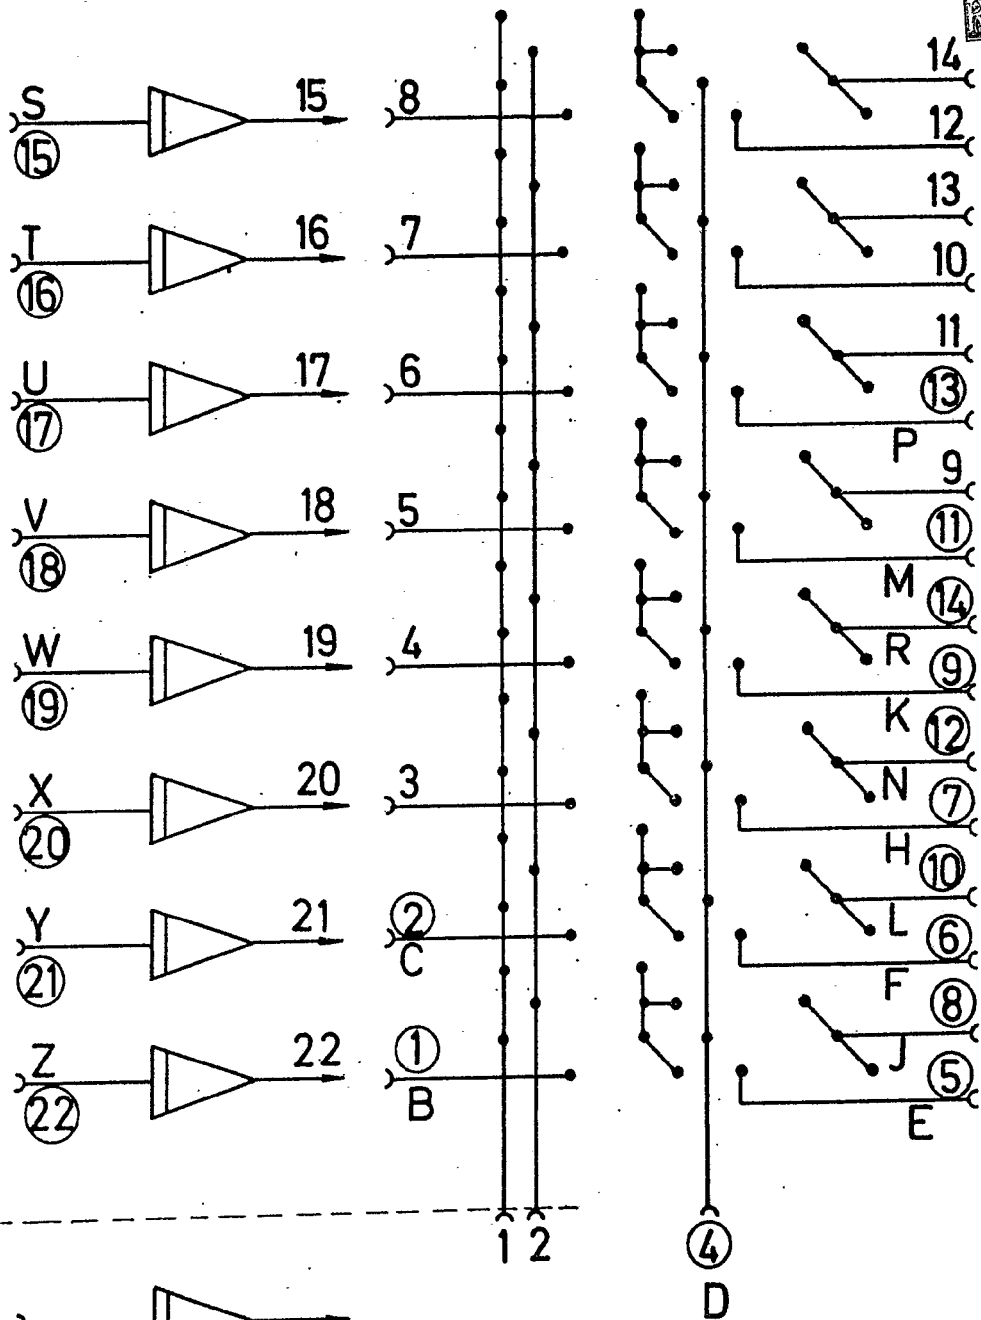 14
S 15 8
⑮ 12
13
T 16 7
⑯ 10
11
U 17 6 ⑬
⑰ P
9
V 18 5 ⑪
⑱ M ⑭
W 19 4 R ⑨
⑲ K ⑫
X 20 3 N ⑦
⑳ H ⑩
Y 21 ② L ⑥
㉑ C F ⑧
Z 22 ① J ⑤
㉒ B E
1 2 ④
D